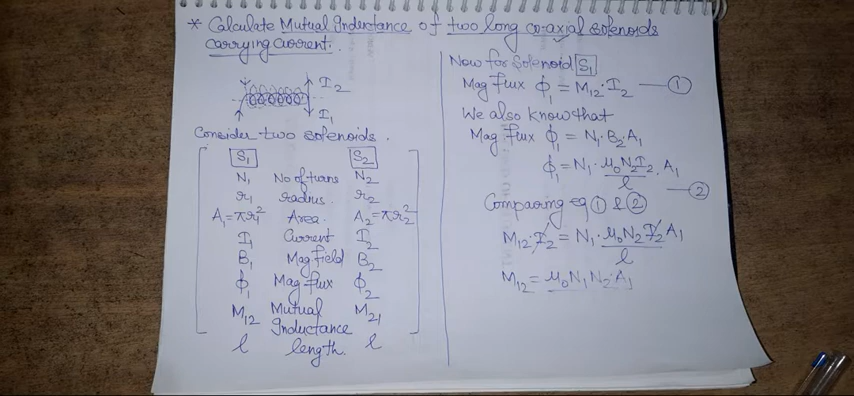 * Calculate Mutual Inductance of two long co-axial solenoids
carrying current.
I2
I1
Consider two solenoids.
S1 S2
N1 No of turns N2
r1 radius. r2
A1=πr1² Area. A2=πr2²
I1 Current I2
B1 Mag field B2
ϕ1 Mag flux ϕ2
M12 Mutual Inductance M21
l length. l
Now for Solenoid S1
Mag flux ϕ1 = M12·I2 — ①
We also know that
Mag flux ϕ1 = N1·B2·A1
ϕ1 = N1·μ0N2I2·A1/l — ②
Comparing eq ① & ②
M12·I2 = N1·μ0N2I2A1/l
M12 = μ0N1N2·A1